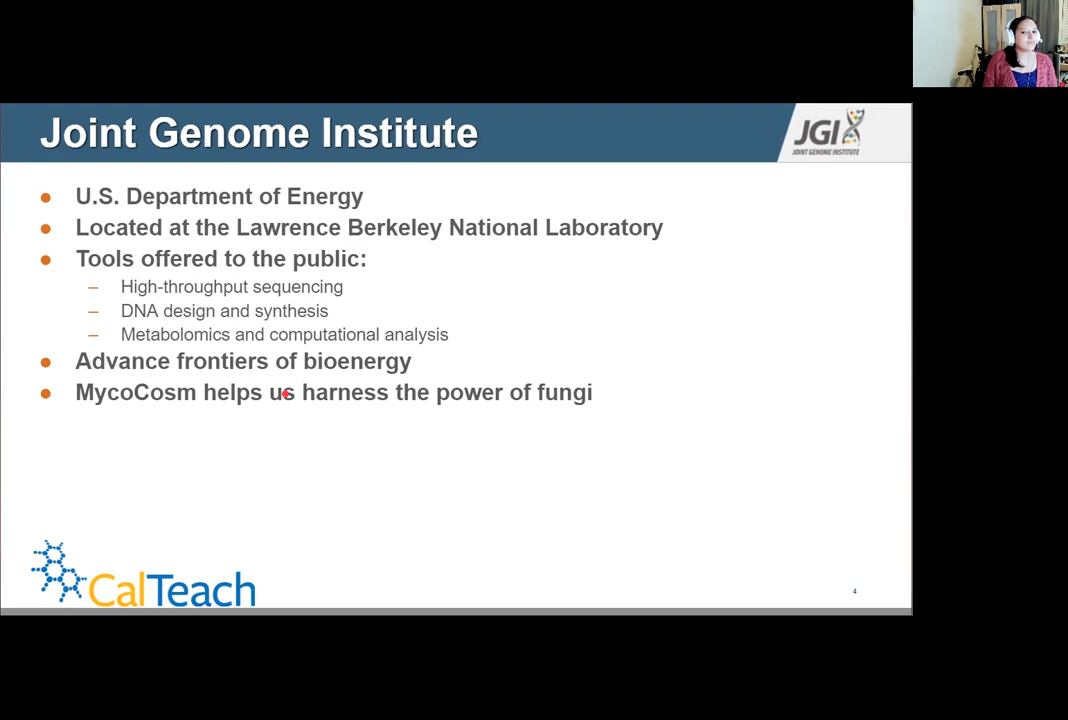 Joint Genome Institute
JGI
JOINT GENOME INSTITUTE
U.S. Department of Energy
Located at the Lawrence Berkeley National Laboratory
Tools offered to the public:
High-throughput sequencing
DNA design and synthesis
Metabolomics and computational analysis
Advance frontiers of bioenergy
MycoCosm helps us harness the power of fungi
CalTeach
4